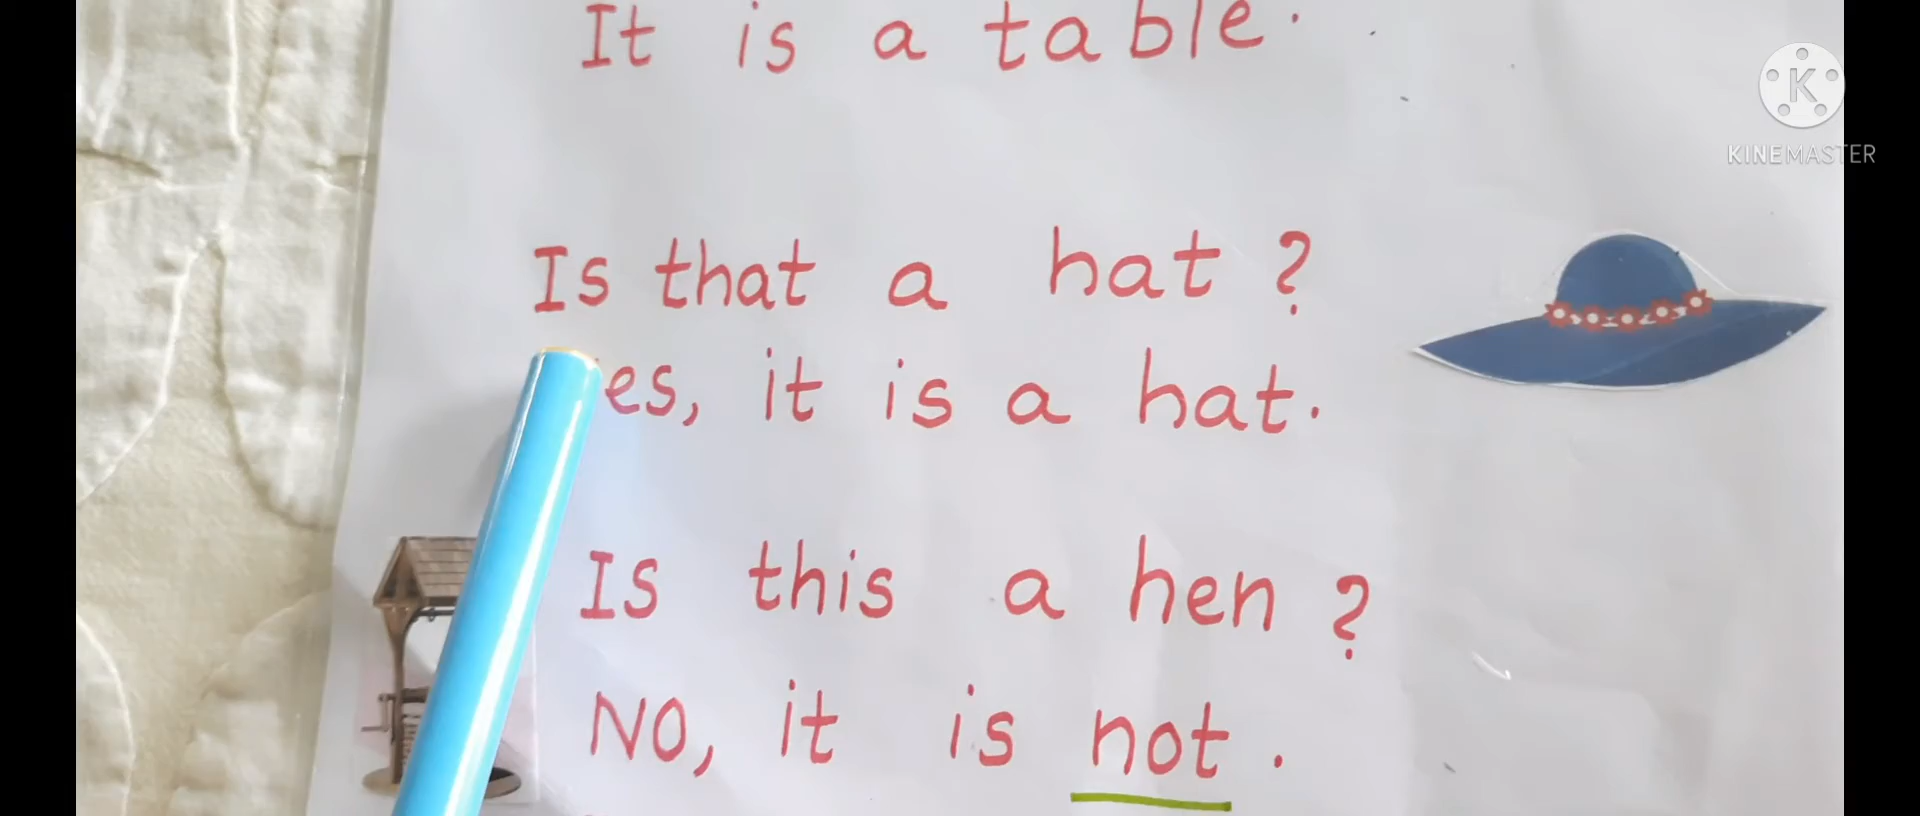 It is a table.
Is that a hat ?
es, it is a hat.
Is this a hen ?
NO, it is not .
KINEMASTER